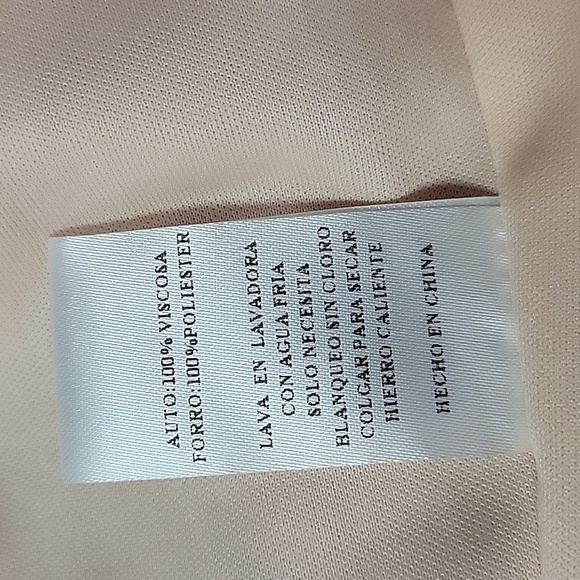 AUTO:100% VISCOSA
FORRO:100%POLIESTER
LAVA EN LAVADORA
CON AGUA FRIA
SOLO NECESITA
BLANQUEO SIN CLORO
COLGAR PARA SECAR
HIERRO CALIENTE
HECHO EN CHINA